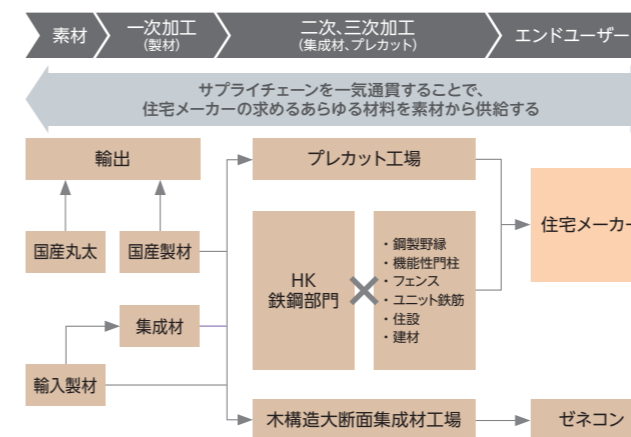 素材
一次加工
(製材)
二次、三次加工
(集成材、プレカット)
エンドユーザー
サプライチェーンを一気通貫することで、
住宅メーカーの求めるあらゆる材料を素材から供給する
輸出
プレカット工場
国産丸太
国産製材
住宅メーカー
HK
鉄鋼部門
・鋼製野縁
・機能性門柱
・フェンス
・ユニット鉄筋
・住設
・建材
集成材
輸入製材
木構造大断面集成材工場
ゼネコン